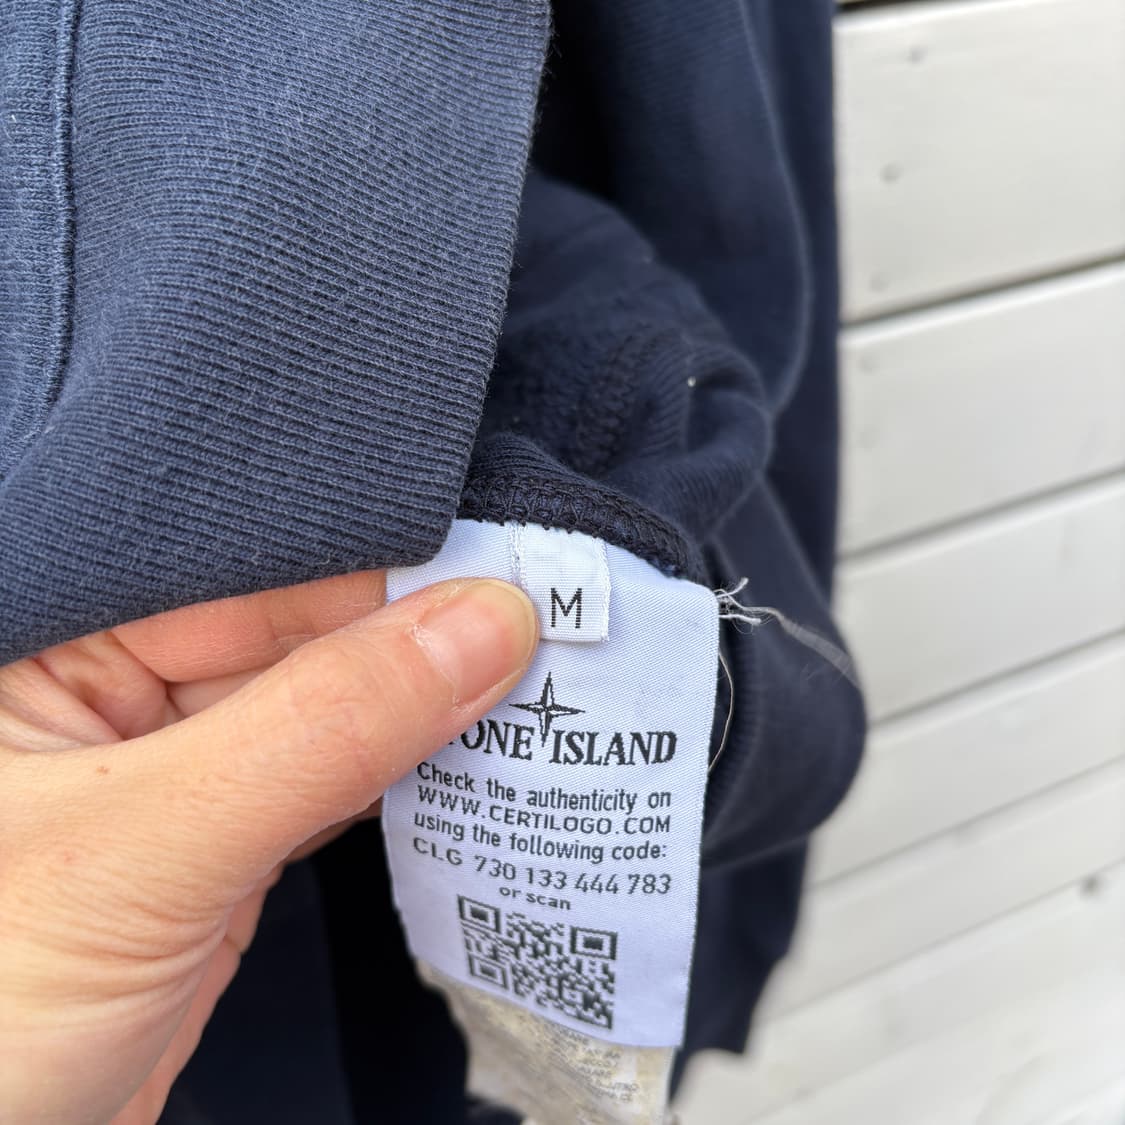 M
TONE ISLAND
Check the authenticity on
WWW.CERTILOGO.COM
using the following code:
CLG 730 133 444 783
or scan